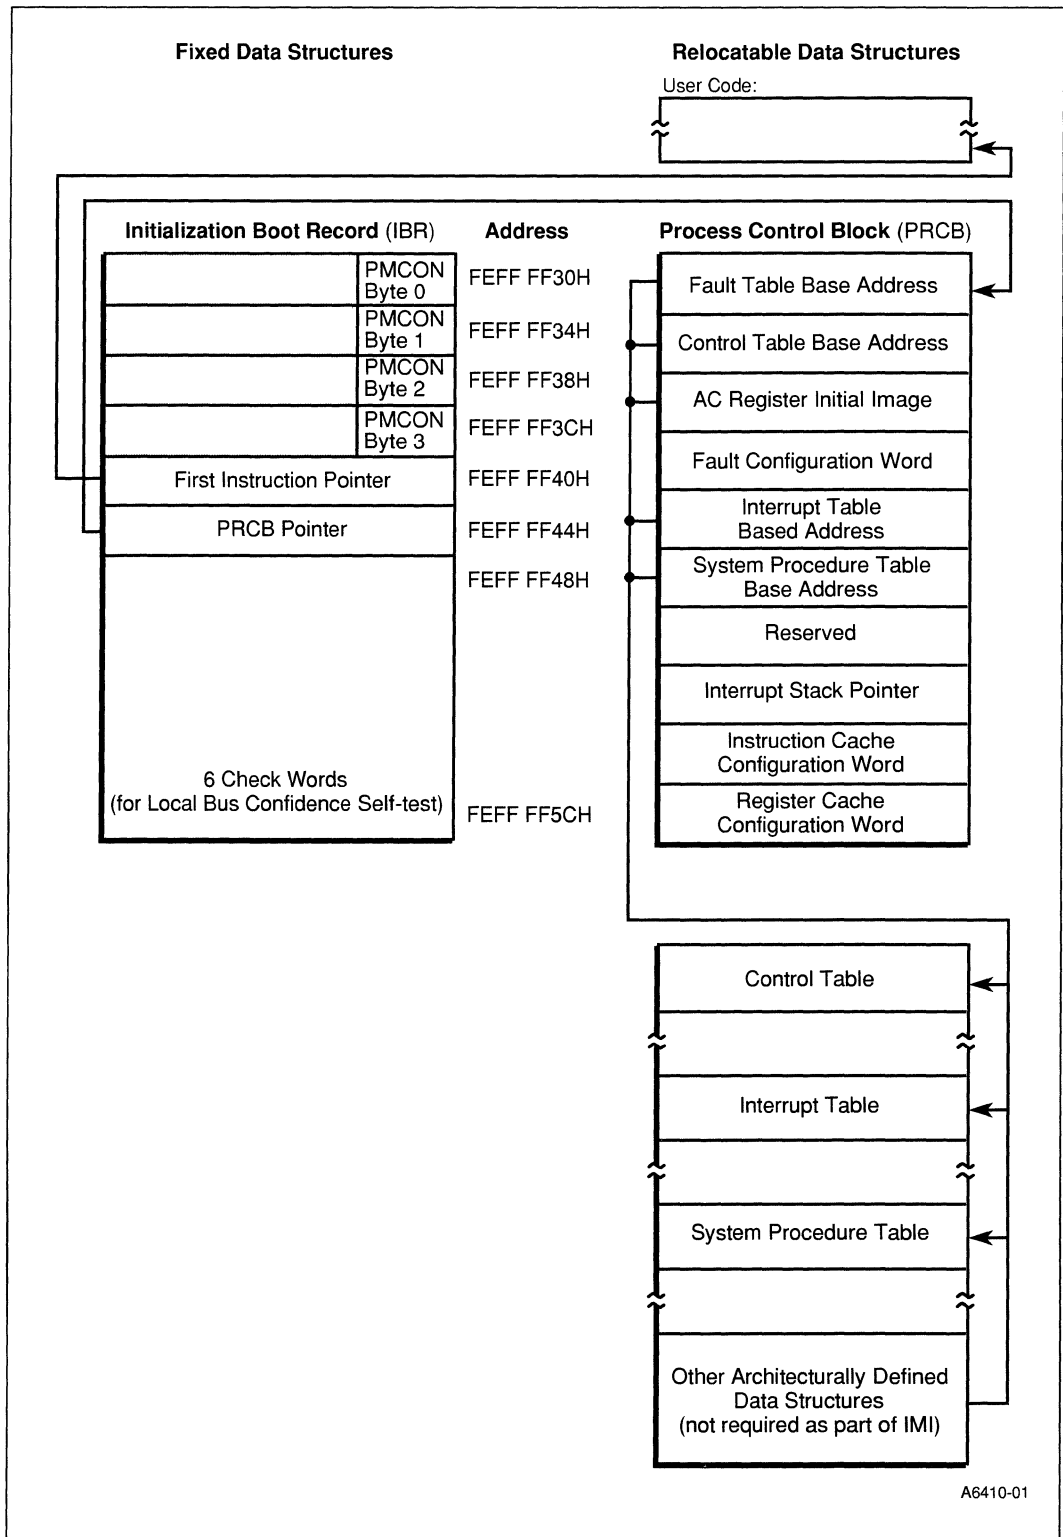 Fixed Data Structures
Relocatable Data Structures
User Code:
Initialization Boot Record (IBR)
Address
PMCON
Byte 0
FEFF FF30H
PMCON
Byte 1
FEFF FF34H
PMCON
Byte 2
FEFF FF38H
PMCON
Byte 3
FEFF FF3CH
First Instruction Pointer
FEFF FF40H
PRCB Pointer
FEFF FF44H
FEFF FF48H
6 Check Words
(for Local Bus Confidence Self-test)
FEFF FF5CH
Process Control Block (PRCB)
Fault Table Base Address
Control Table Base Address
AC Register Initial Image
Fault Configuration Word
Interrupt Table
Based Address
System Procedure Table
Base Address
Reserved
Interrupt Stack Pointer
Instruction Cache
Configuration Word
Register Cache
Configuration Word
Control Table
Interrupt Table
System Procedure Table
Other Architecturally Defined
Data Structures
(not required as part of IMI)
A6410-01